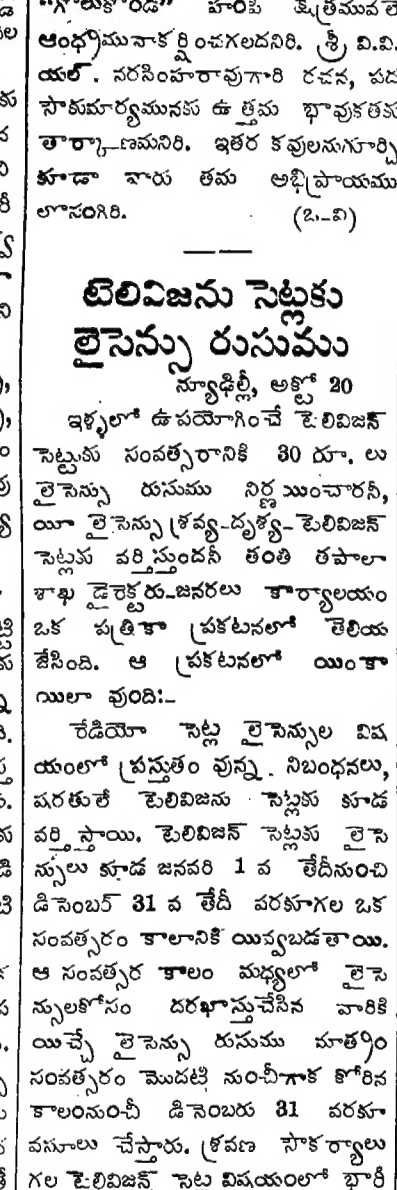 "గోలుకొండ" హంపి క్షేత్రమువలె
ఆంధ్రామునాకర్షించగలదనిరి. శ్రీ వి.వి.
యల్. నరసింహారావుగారి రచన, పద
సౌకుమార్యమునకు ఉత్తమ భావుకతకు
తార్కాణమనిరి. ఇతర కవులనుగూర్చి
కూడా వారు తమ అభిప్రాయము
లొసంగిరి. (ఒ-వి)
టెలివిజను సెట్లకు
లైసెన్సు రుసుము
న్యూఢిల్లీ, అక్టో 20
ఇళ్ళలో ఉపయోగించే టెలివిజన్
సెట్టుకు సంవత్సరానికి 30 రూ. లు
లైసెన్సు రుసుము నిర్ణయించారనీ,
యీ లైసెన్సు శ్రవ్య-దృశ్య-టెలివిజన్
సెట్లకు వర్తిస్తుందనీ తంతి తపాలా
శాఖ డైరెక్టరు-జనరలు కార్యాలయం
ఒక పత్రికా ప్రకటనలో తెలియ
జేసింది. ఆ ప్రకటనలో యింకా
యిలా వుంది:-
రేడియో సెట్ల లైసెన్సుల విష
యంలో ప్రస్తుతం వున్న నిబంధనలు,
షరతులే టెలివిజను సెట్లకు కూడ
వర్తిస్తాయి. టెలివిజన్ సెట్లకు లైసె
న్సులు కూడ జనవరి 1 వ తేదీనుంచి
డిసెంబర్ 31 వ తేదీ వరకూగల ఒక
సంవత్సరం కాలానికి యివ్వబడతాయి.
ఆ సంవత్సర కాలం మధ్యలో లైసె
న్సులకోసం దరఖాస్తుచేసిన వారికి
యిచ్చే లైసెన్సు రుసుము మాత్రం
సంవత్సరం మొదటి నుంచీగాక కోరిన
కాలంనుంచీ డిసెంబరు 31 వరకూ
వసూలు చేస్తారు. శ్రవణ సౌకర్యాలు
గల టెలివిజన్ సెట్ల విషయంలో భారీ